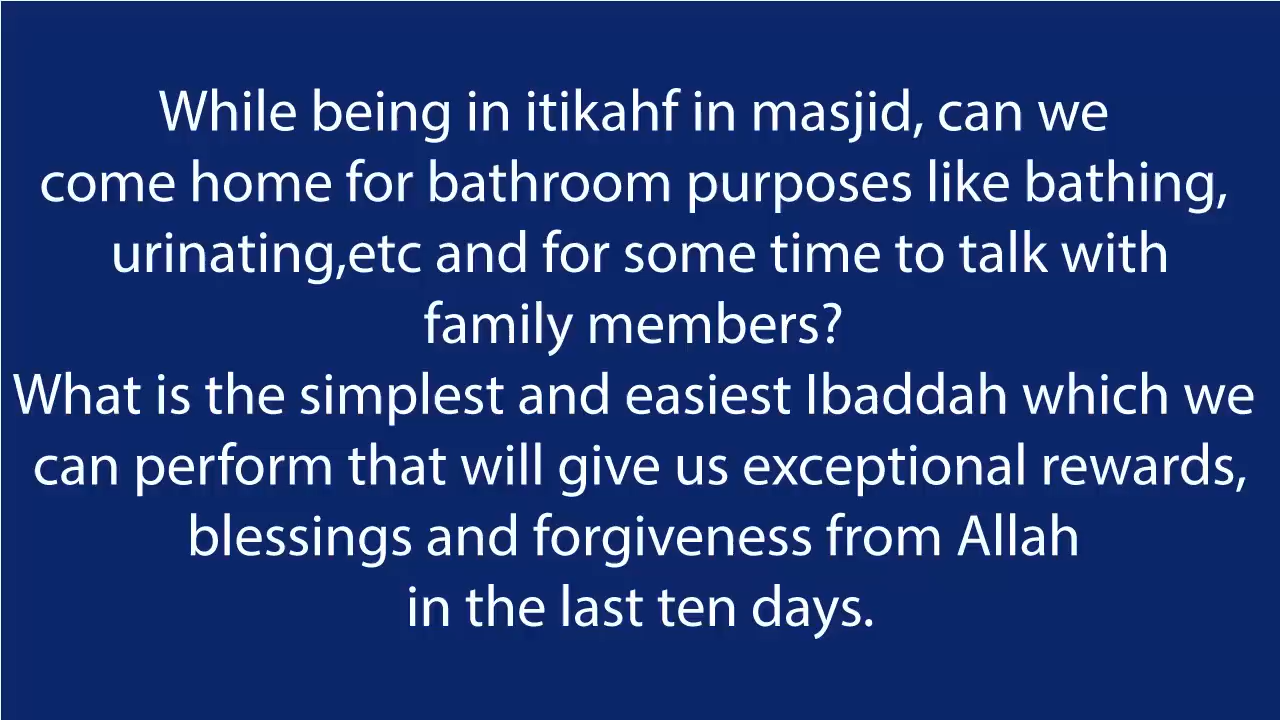 While being in itikahf in masjid, can we
come home for bathroom purposes like bathing,
urinating,etc and for some time to talk with
family members?
What is the simplest and easiest Ibaddah which we
can perform that will give us exceptional rewards,
blessings and forgiveness from Allah
in the last ten days.